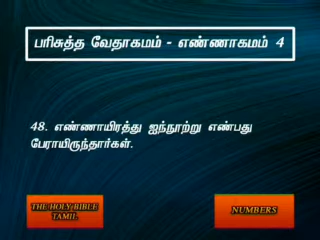 பரிசுத்த வேதாகமம் - எண்ணாகமம் 4
48. எண்ணாயிரத்து ஐந்நூற்று எண்பது
பேராயிருந்தார்கள்.
THE HOLY BIBLE
TAMIL
NUMBERS